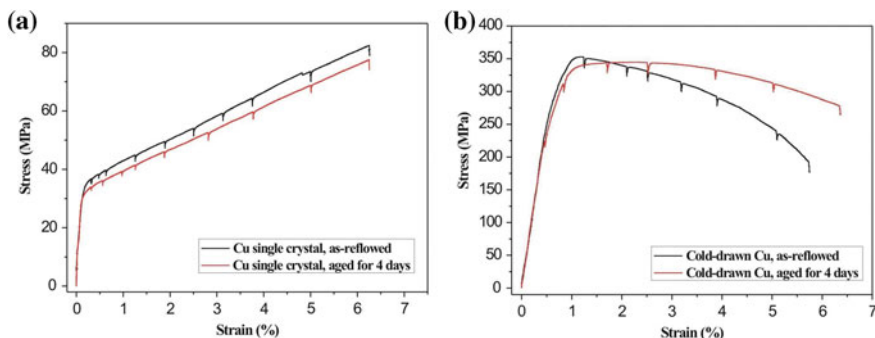 (a)
80
60
40
20
0
Stress (MPa)
Cu single crystal, as-reflowed
Cu single crystal, aged for 4 days
0 1 2 3 4 5 6 7
Strain (%)
(b)
400
350
300
250
200
150
100
50
0
Stress (MPa)
Cold-drawn Cu, as-reflowed
Cold-drawn Cu, aged for 4 days
0 1 2 3 4 5 6 7
Strain (%)